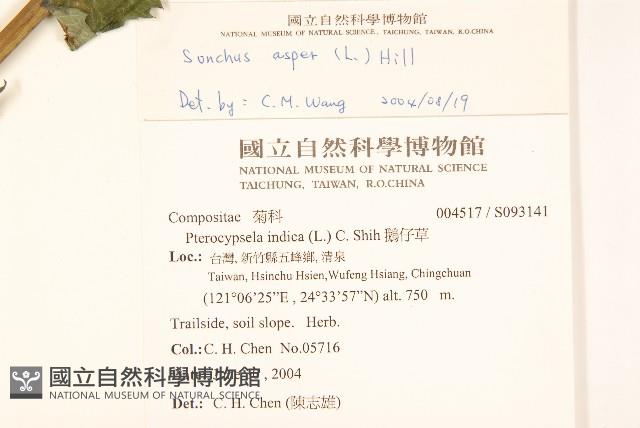 國立自然科學博物館
NATIONAL MUSEUM OF NATURAL SCIENCE, TAICHUNG, TAIWAN, R.O.CHINA
Sonchus asper (L.) Hill
Det. by: C. M. Wang 2004/08/19
國立自然科學博物館
NATIONAL MUSEUM OF NATURAL SCIENCE
TAICHUNG, TAIWAN, R.O.CHINA
Compositae 菊科 004517 / S093141
Pterocypsela indica (L.) C. Shih 鵝仔草
Loc.: 台灣, 新竹縣五峰鄉, 清泉
Taiwan, Hsinchu Hsien,Wufeng Hsiang, Chingchuan
(121°06'25"E , 24°33'57"N) alt. 750 m.
Trailside, soil slope. Herb.
Col.: C. H. Chen No.05716
, 2004
Det.: C. H. Chen (陳志雄)
國立自然科學博物館
NATIONAL MUSEUM OF NATURAL SCIENCE